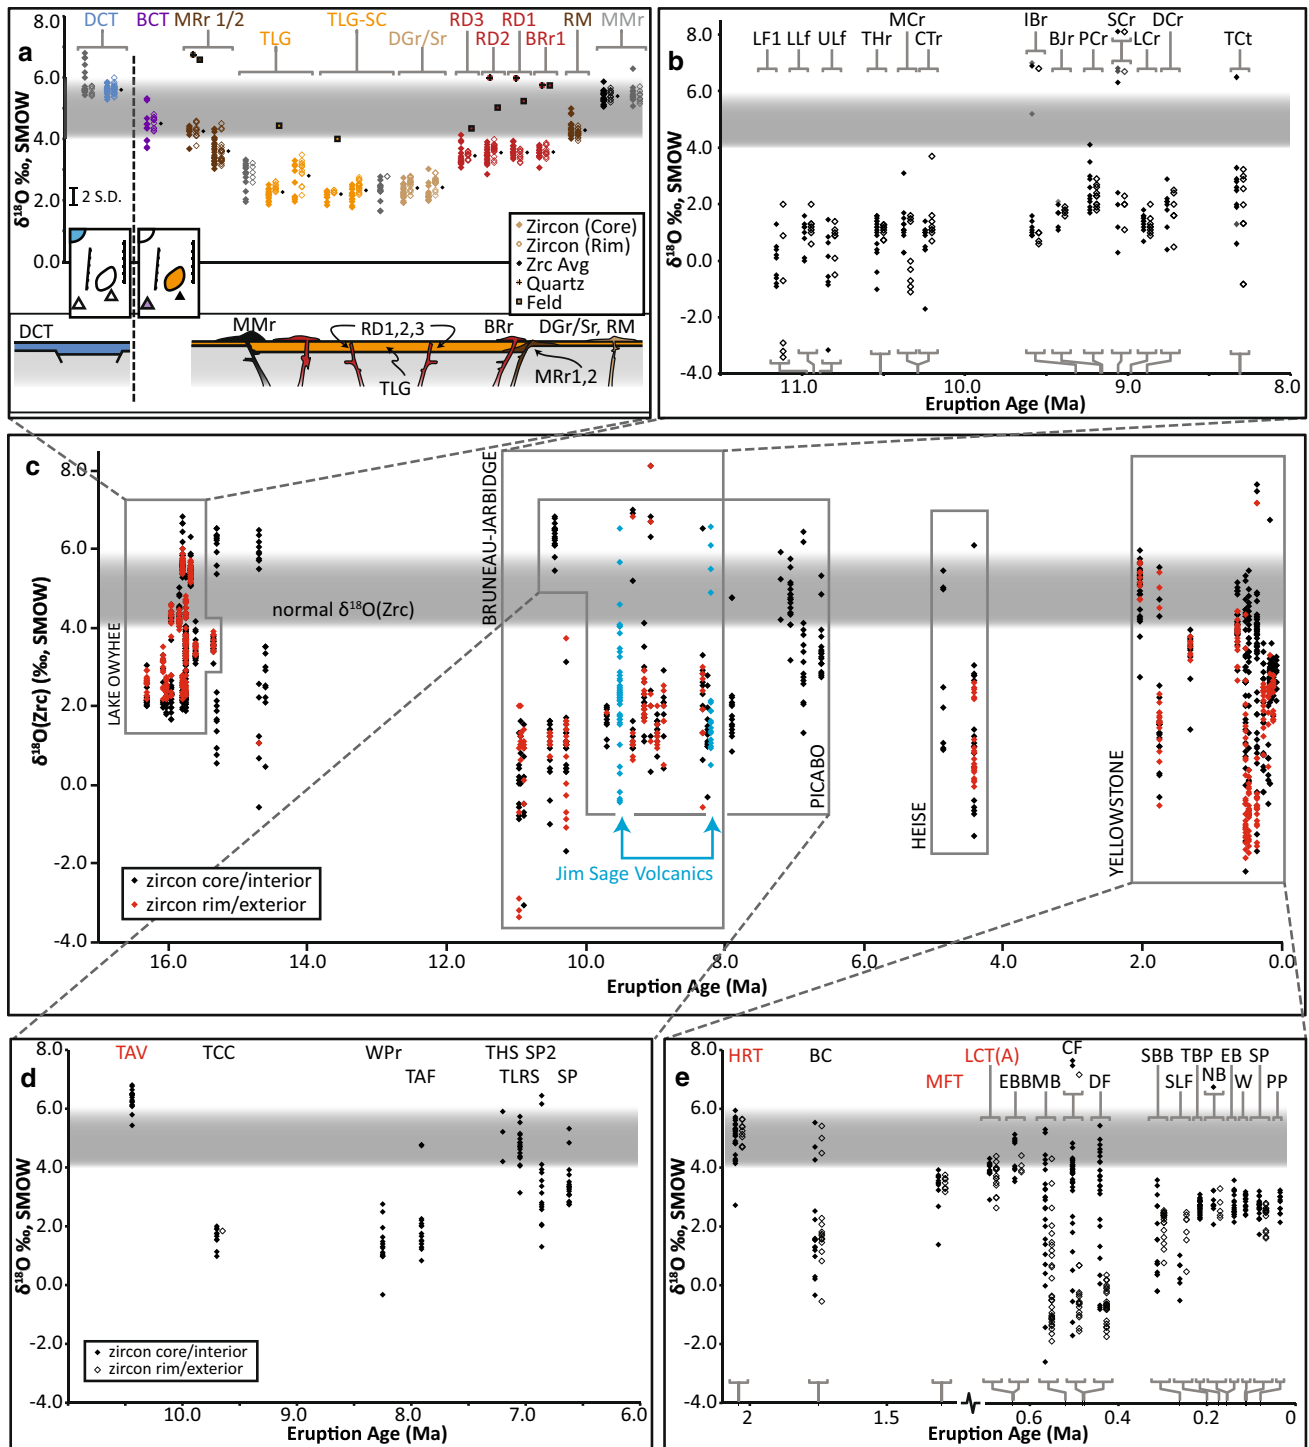 a
8.0
6.0
4.0
2.0
0.0
δ¹⁸O ‰, SMOW
DCT
BCT
MRr 1/2
TLG
TLG-SC
DGr/Sr
RD3
RD2
RD1
BRr1
RM
MMr
2 S.D.
Zircon (Core)
Zircon (Rim)
Zrc Avg
Quartz
Feld
DCT
MMr
RD1,2,3
BRr
DGr/Sr, RM
TLG
MRr1,2
b
8.0
6.0
4.0
2.0
0.0
-2.0
-4.0
δ¹⁸O ‰, SMOW
LF1
LLf
ULf
THr
MCr
CTr
IBr
BJr
PCr
SCr
LCr
DCr
TCt
11.0
10.0
9.0
8.0
Eruption Age (Ma)
c
8.0
6.0
4.0
2.0
0.0
-2.0
-4.0
δ¹⁸O(Zrc) (‰, SMOW)
LAKE OWYHEE
normal δ¹⁸O(Zrc)
BRUNEAU-JARBIDGE
PICABO
HEISE
YELLOWSTONE
Jim Sage Volcanics
zircon core/interior
zircon rim/exterior
16.0
14.0
12.0
10.0
8.0
6.0
4.0
2.0
0.0
Eruption Age (Ma)
d
8.0
6.0
4.0
2.0
0.0
-2.0
-4.0
δ¹⁸O ‰, SMOW
TAV
TCC
WPr
TAF
THS
SP2
TLRS
SP
zircon core/interior
zircon rim/exterior
10.0
9.0
8.0
7.0
6.0
Eruption Age (Ma)
e
8.0
6.0
4.0
2.0
0.0
-2.0
-4.0
δ¹⁸O ‰, SMOW
HRT
BC
MFT
LCT(A)
EBB
MB
CF
DF
SBB
SLF
TBP
NB
EB
W
SP
PP
2
1.5
0.6
0.4
0.2
0
Eruption Age (Ma)